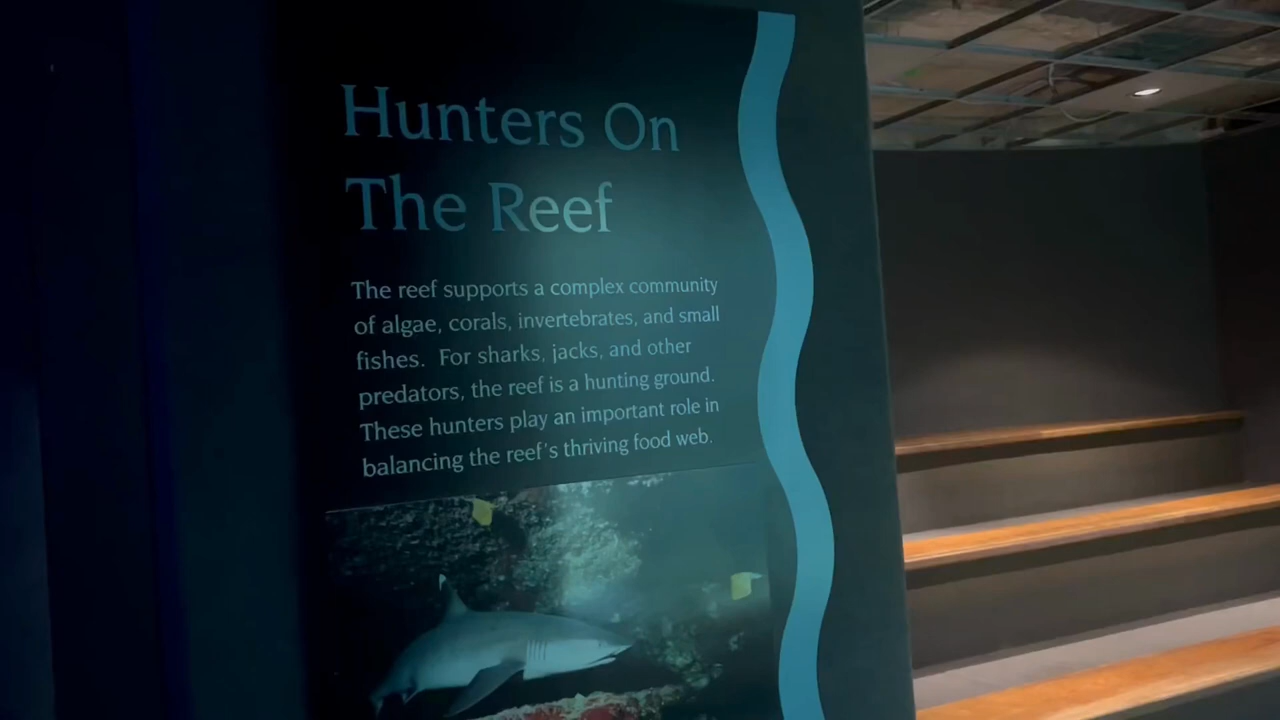 Hunters On
The Reef
The reef supports a complex community
of algae, corals, invertebrates, and small
fishes.  For sharks, jacks, and other
predators, the reef is a hunting ground.
These hunters play an important role in
balancing the reef's thriving food web.